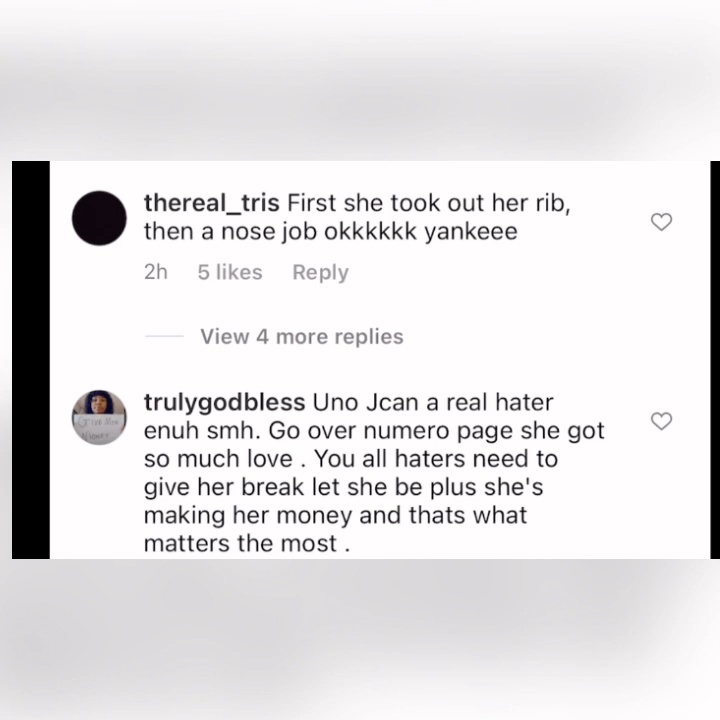 thereal_tris First she took out her rib,
then a nose job okkkkkk yankeee
2h 5 likes Reply
View 4 more replies
trulygodbless Uno Jcan a real hater
enuh smh. Go over numero page she got
so much love . You all haters need to
give her break let she be plus she's
making her money and thats what
matters the most .